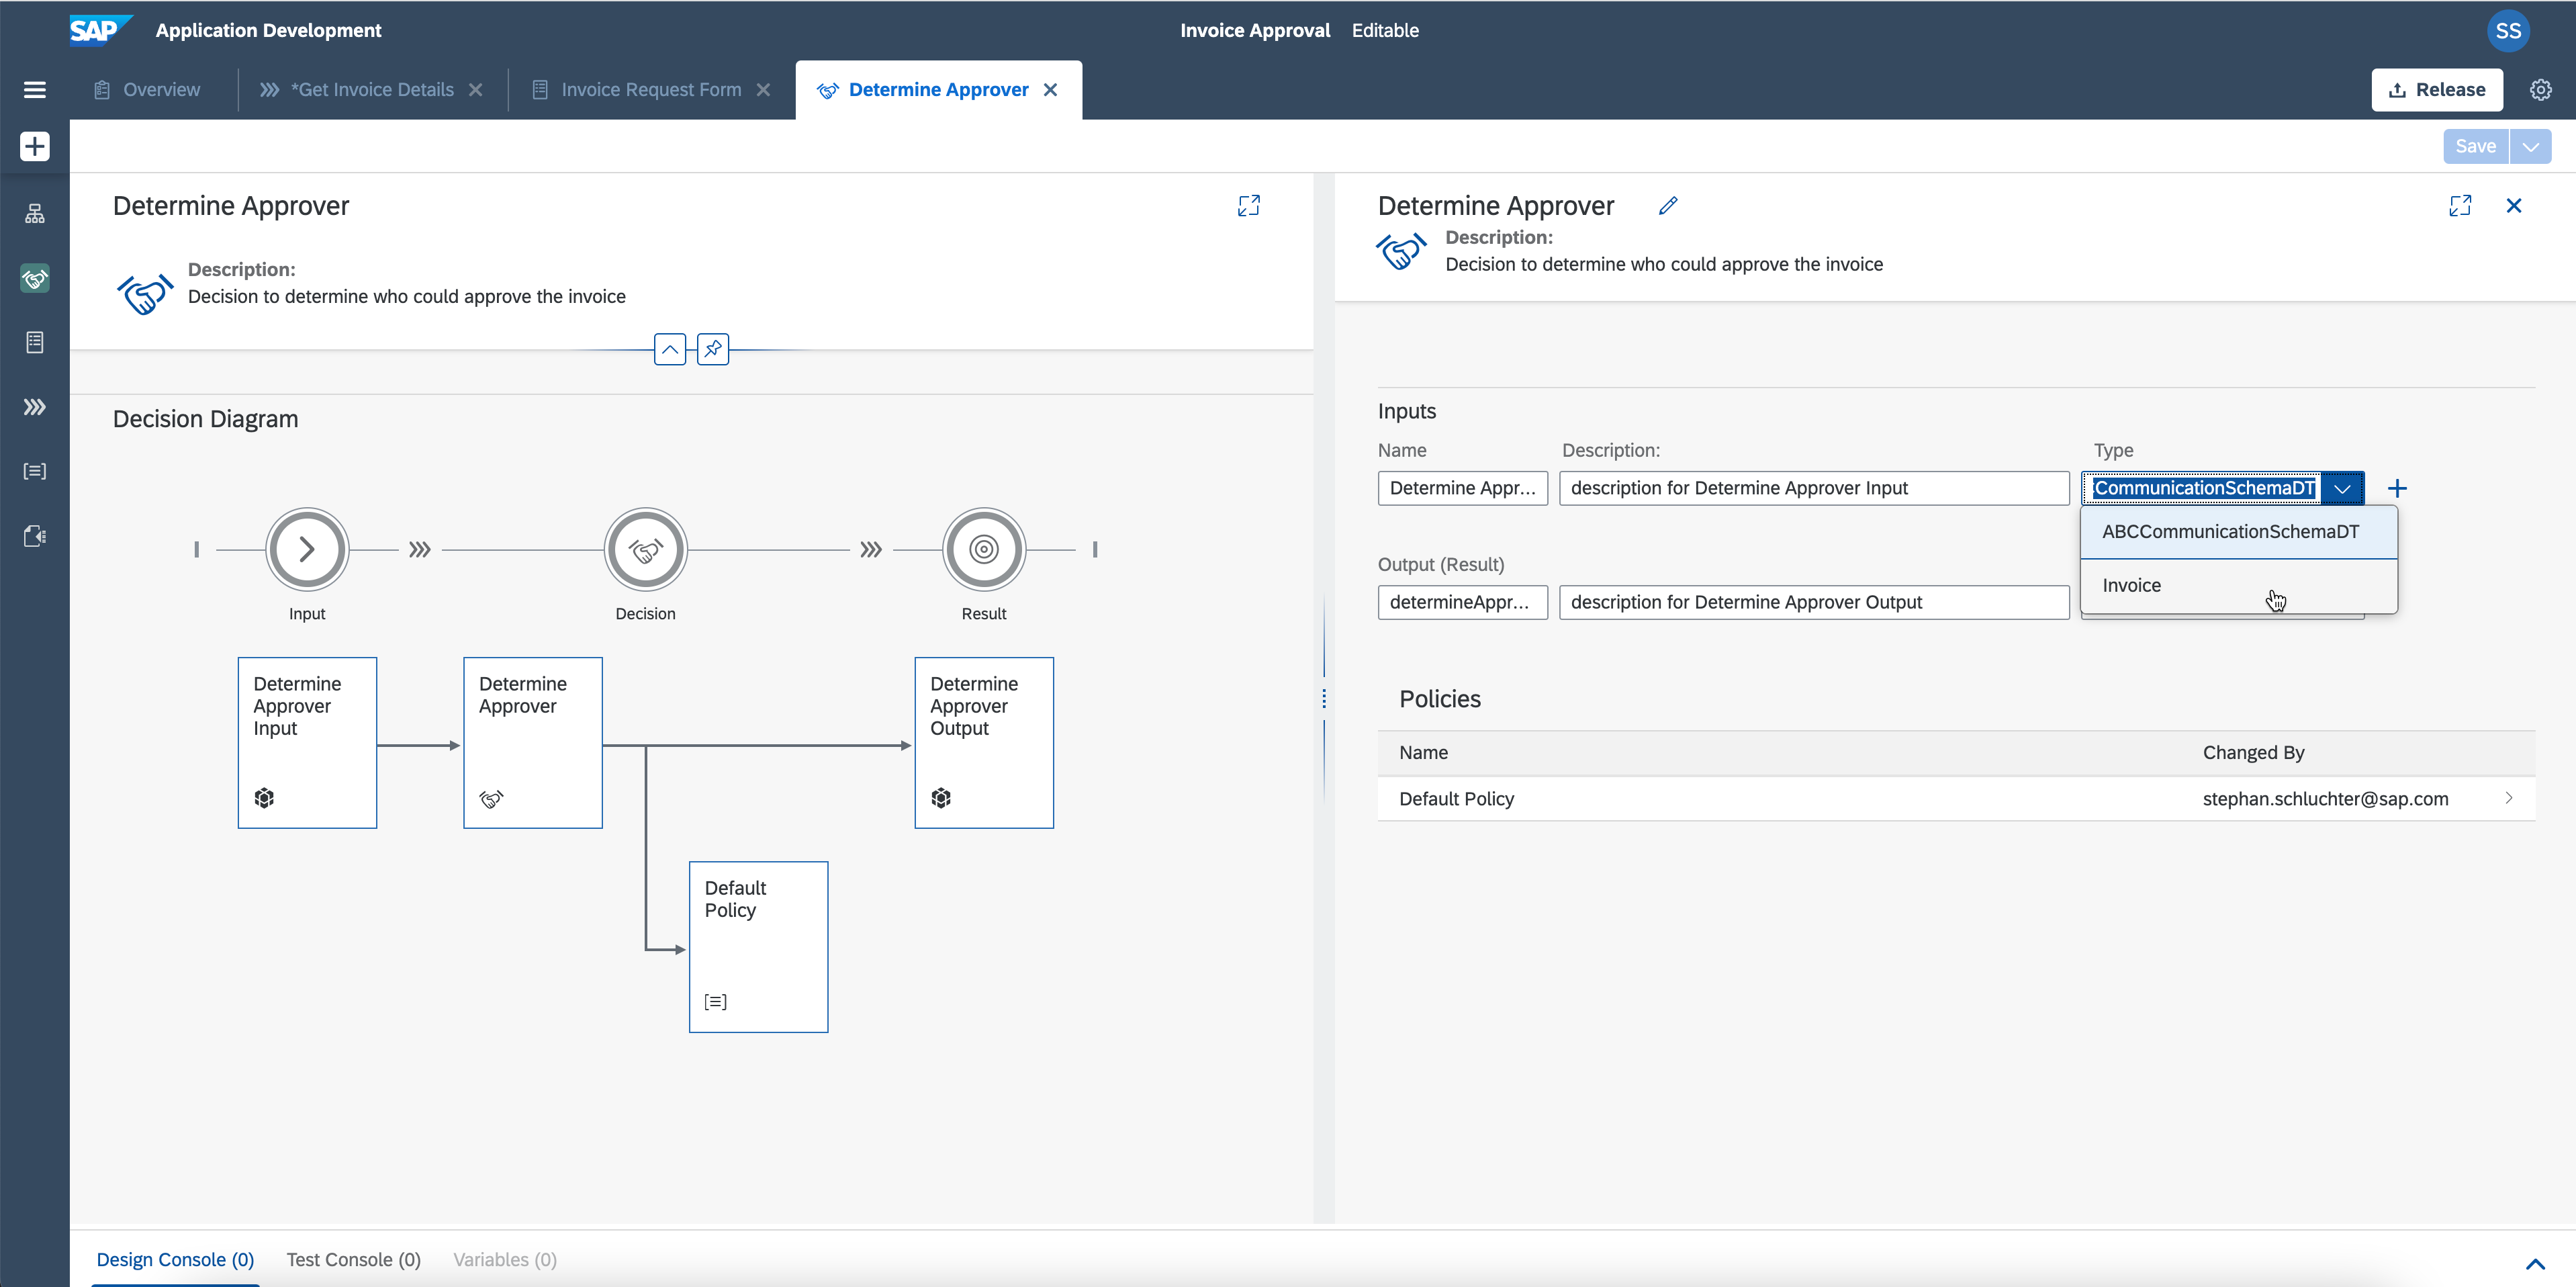 SAP Application Development
Invoice Approval Editable
SS
Overview
*Get Invoice Details
Invoice Request Form
Determine Approver
Release
Save
Determine Approver
Description:
Decision to determine who could approve the invoice
Decision Diagram
Input
Decision
Result
Determine
Approver
Input
Determine
Approver
Determine
Approver
Output
Default
Policy
Determine Approver
Description:
Decision to determine who could approve the invoice
Inputs
Name Description: Type
Determine Appr... description for Determine Approver Input CommunicationSchemaDT
ABCCommunicationSchemaDT
Invoice
Output (Result)
determineAppr... description for Determine Approver Output
Policies
Name Changed By
Default Policy stephan.schluchter@sap.com
Design Console (0) Test Console (0) Variables (0)